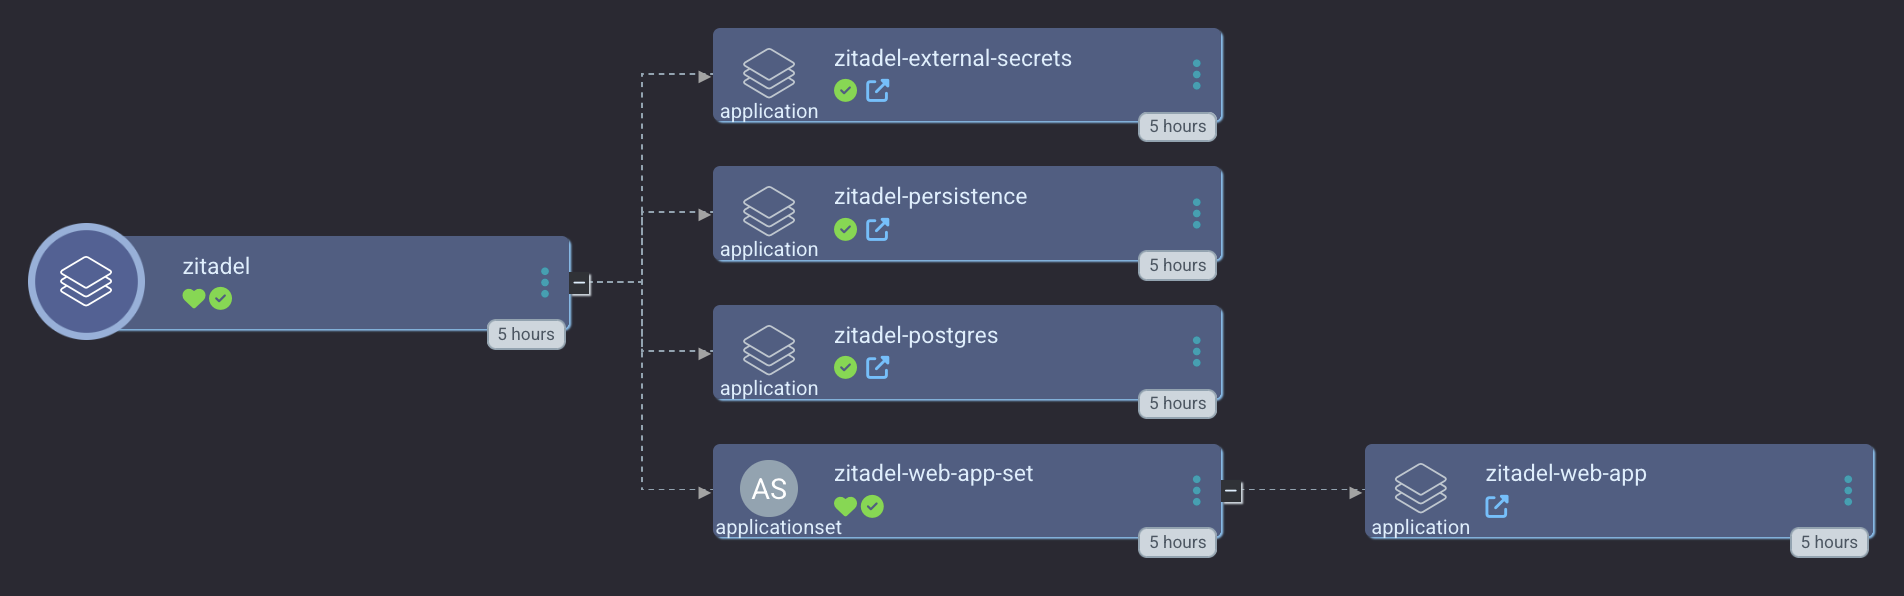 zitadel
5 hours
zitadel-external-secrets
application
5 hours
zitadel-persistence
application
5 hours
zitadel-postgres
application
5 hours
AS
zitadel-web-app-set
applicationset
5 hours
zitadel-web-app
application
5 hours